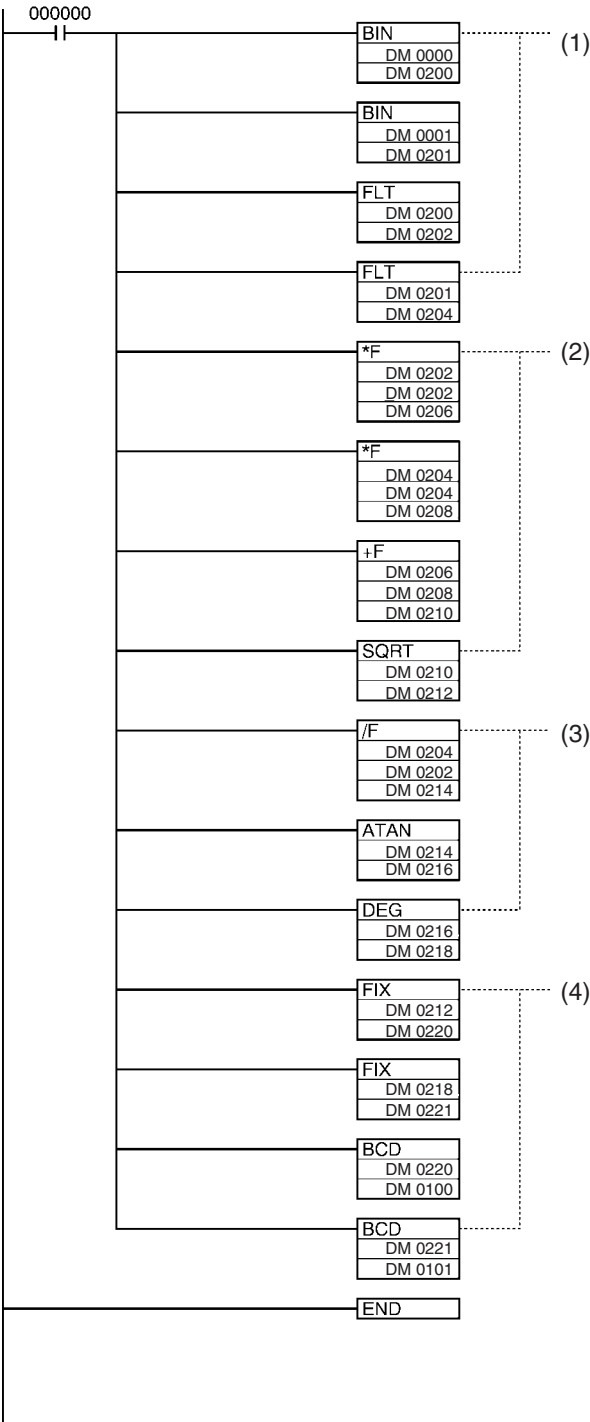 000000
BIN
(1)
DM 0000
DM 0200
BIN
DM 0001
DM 0201
FLT
DM 0200
DM 0202
FLT
DM 0201
DM 0204
*F
(2)
DM 0202
DM 0202
DM 0206
*F
DM 0204
DM 0204
DM 0208
+F
DM 0206
DM 0208
DM 0210
SQRT
DM 0210
DM 0212
/F
(3)
DM 0204
DM 0202
DM 0214
ATAN
DM 0214
DM 0216
DEG
DM 0216
DM 0218
FIX
(4)
DM 0212
DM 0220
FIX
DM 0218
DM 0221
BCD
DM 0220
DM 0100
BCD
DM 0221
DM 0101
END